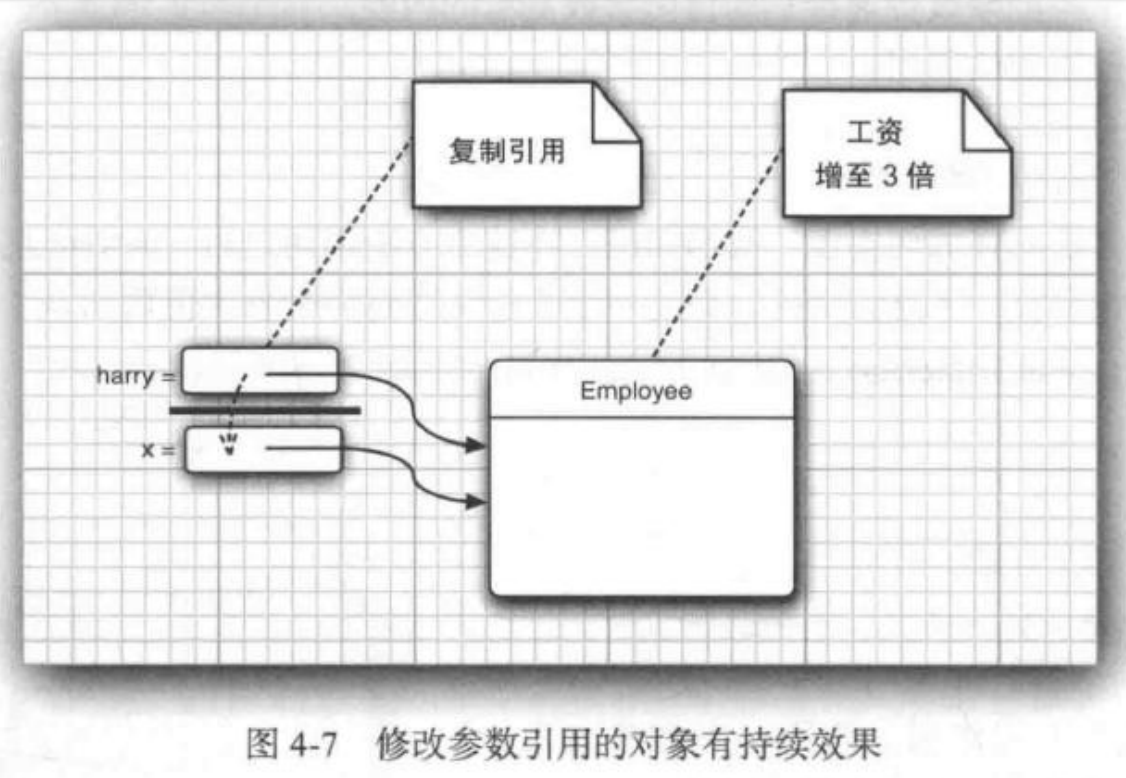 复制引用
工资
增至 3 倍
harry =
x =
Employee
图 4-7 修改参数引用的对象有持续效果